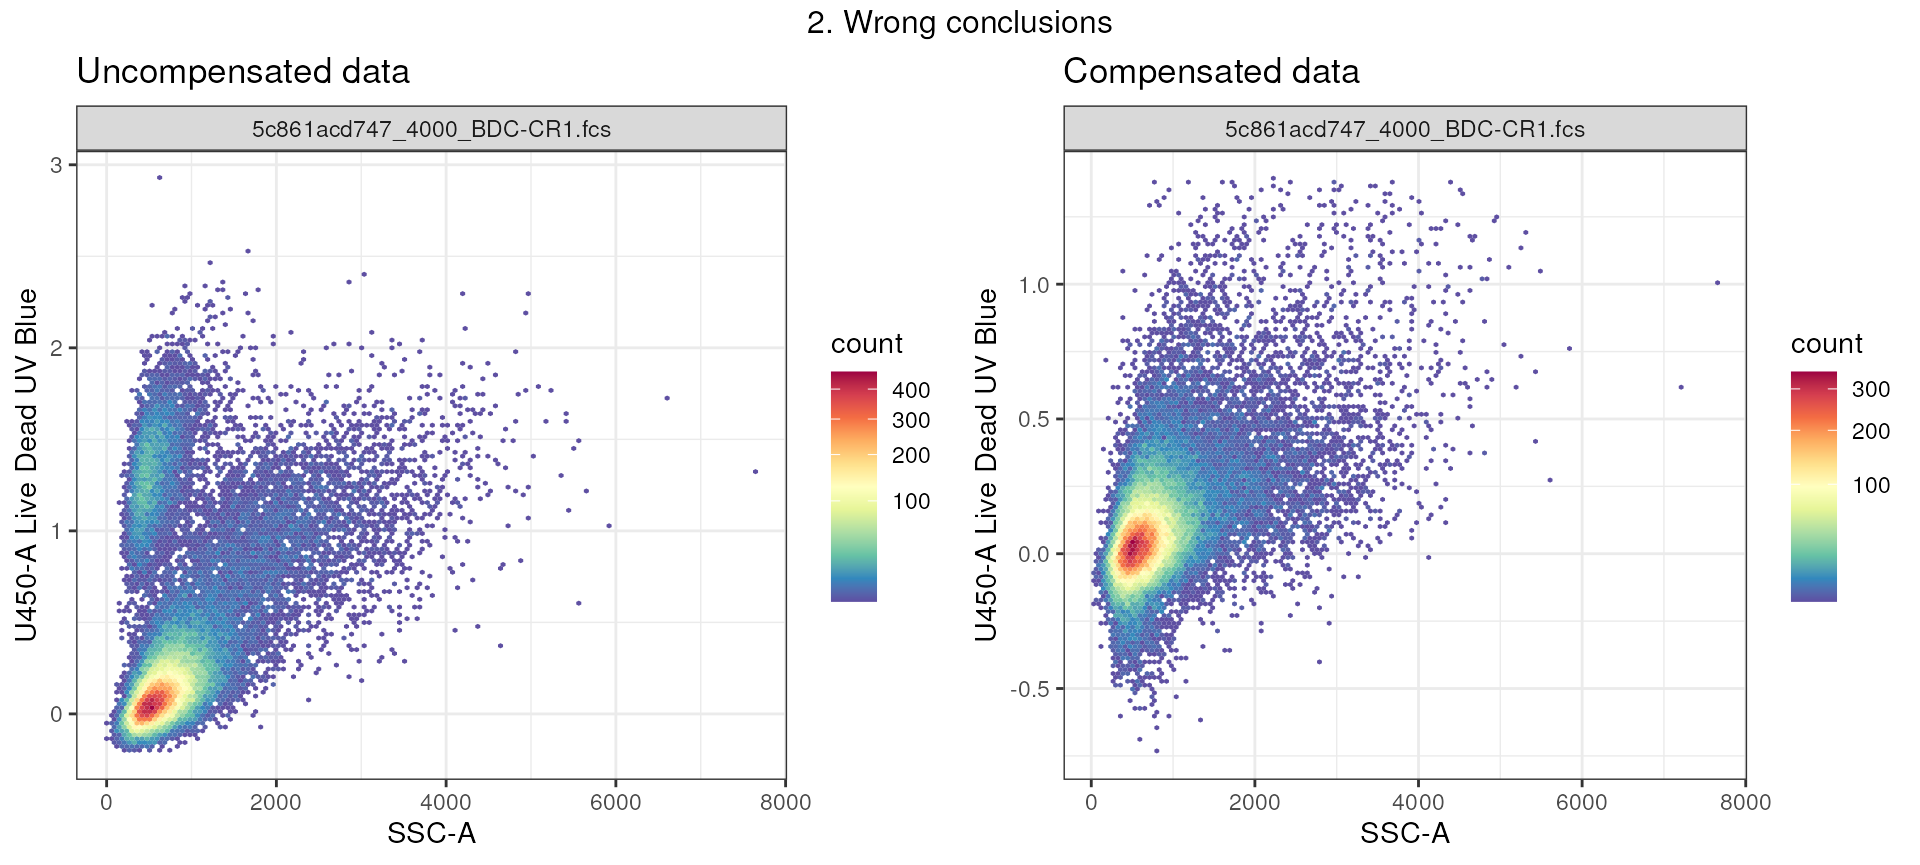 2. Wrong conclusions
Uncompensated data
5c861acd747_4000_BDC-CR1.fcs
3
2
1
0
U450-A Live Dead UV Blue
0 2000 4000 6000 8000
SSC-A
count
400
300
200
100
Compensated data
5c861acd747_4000_BDC-CR1.fcs
1.0
0.5
0.0
-0.5
U450-A Live Dead UV Blue
0 2000 4000 6000 8000
SSC-A
count
300
200
100